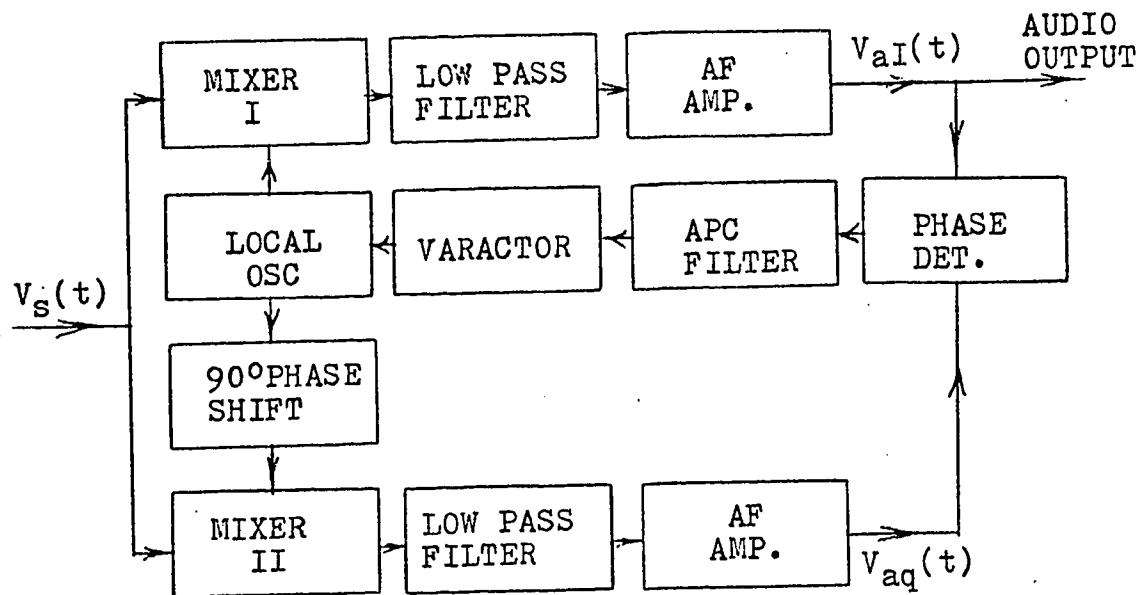 MIXER
I
LOW PASS
FILTER
AF
AMP.
VaI(t)
AUDIO
OUTPUT
LOCAL
OSC
VARACTOR
APC
FILTER
PHASE
DET.
Vs(t)
90° PHASE
SHIFT
MIXER
II
LOW PASS
FILTER
AF
AMP.
Vaq(t)